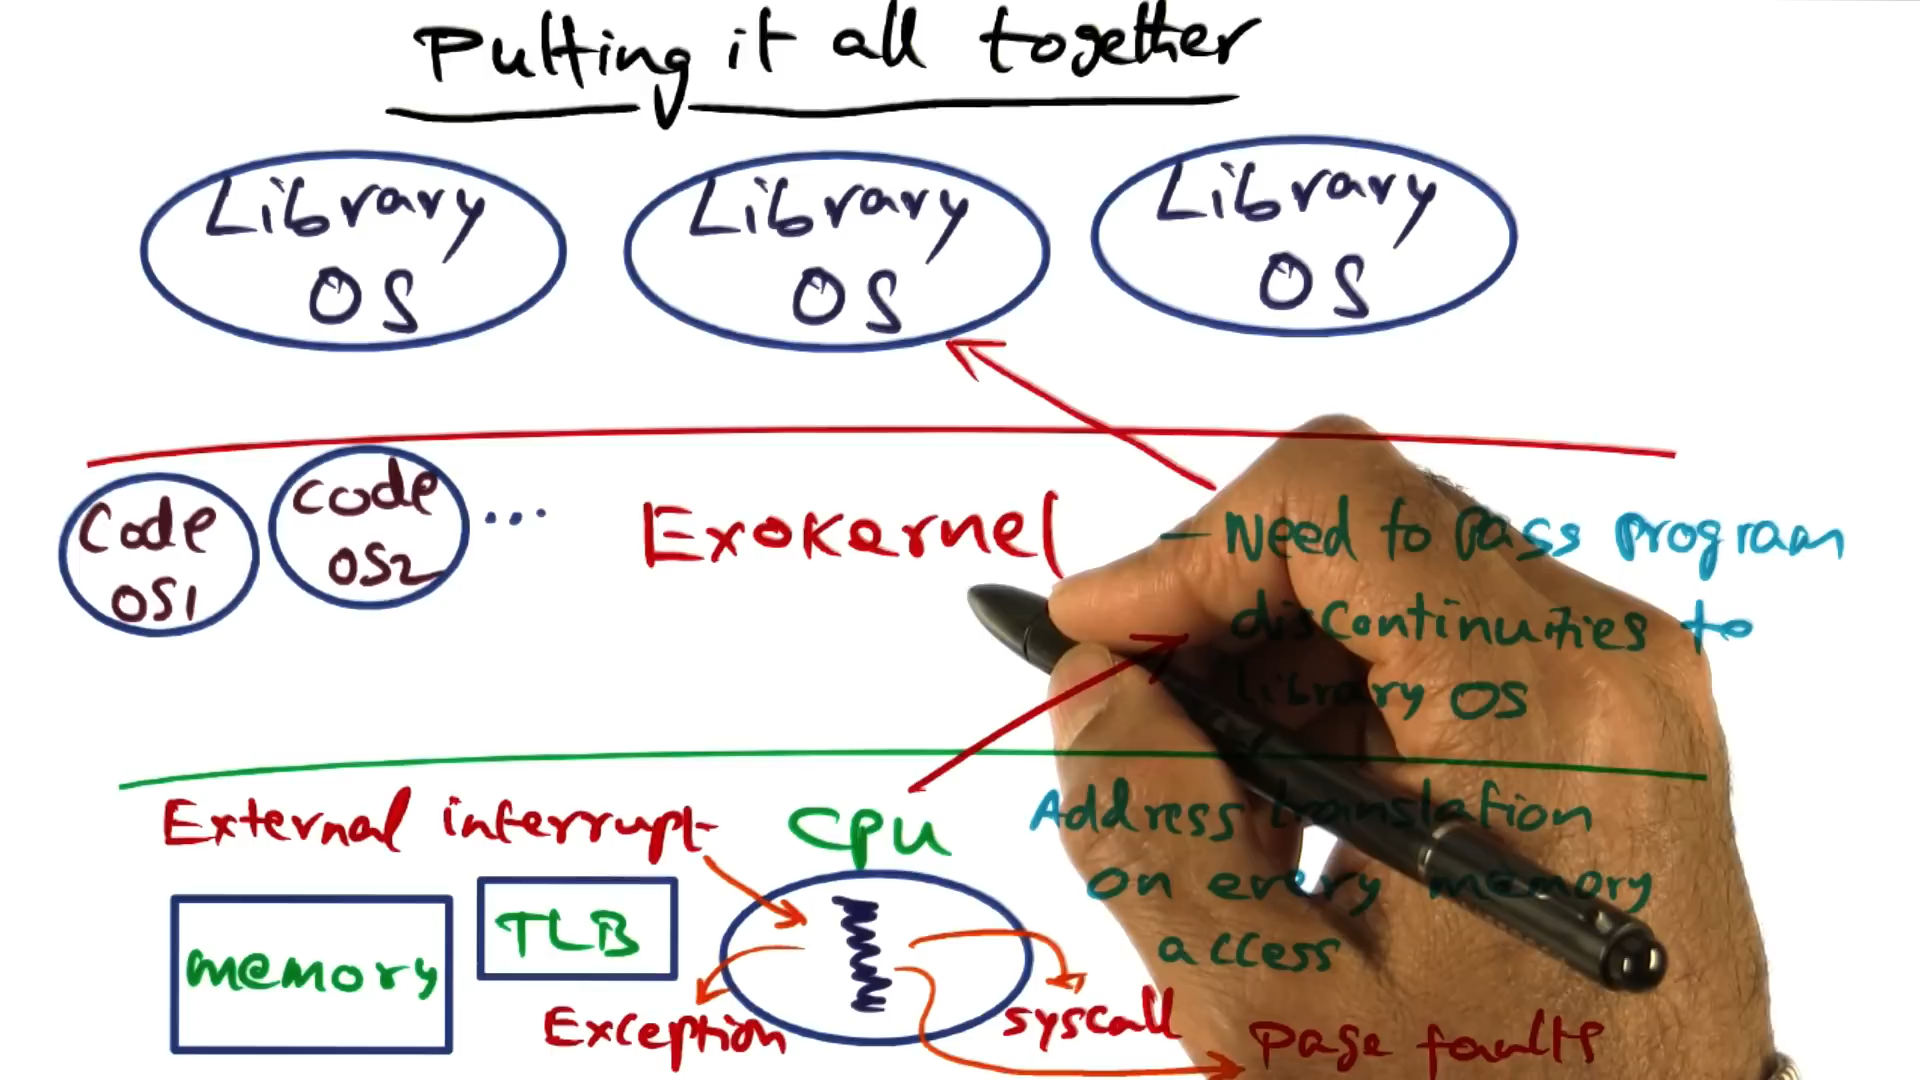 Putting it all together
Library
OS
Library
OS
Library
OS
Code
OS1
Code
OS2
...
Exokernel
- Need to pass program
discontinuities to
Library OS
External interrupt
CPU
Address translation
on every memory
access
memory
TLB
Exception
syscall
page faults